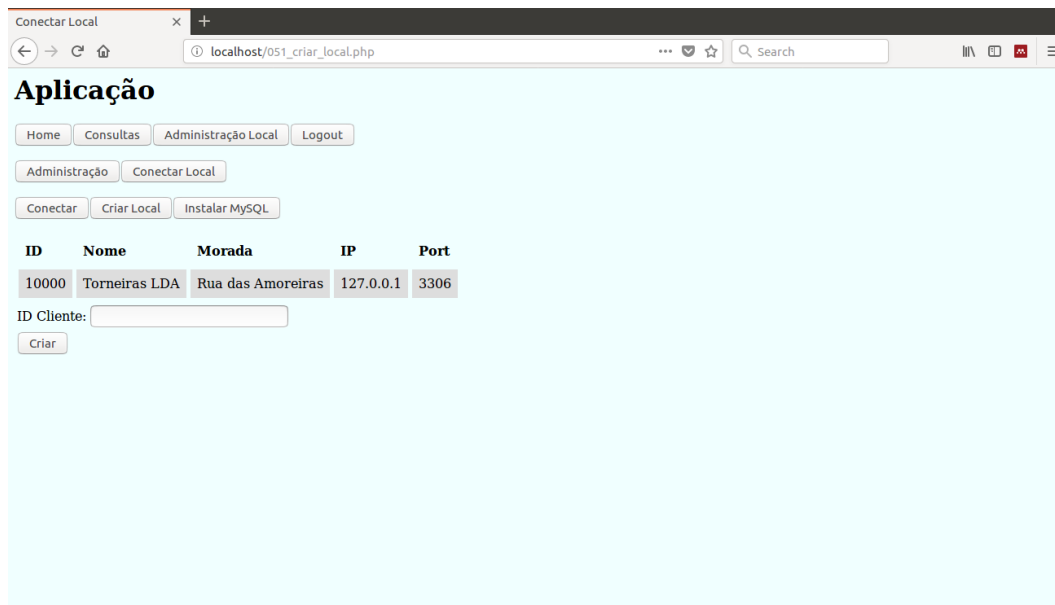 Conectar Local
localhost/051_criar_local.php
Search
Aplicação
Home Consultas Administração Local Logout
Administração Conectar Local
Conectar Criar Local Instalar MySQL
ID Nome Morada IP Port
10000 Torneiras LDA Rua das Amoreiras 127.0.0.1 3306
ID Cliente:
Criar